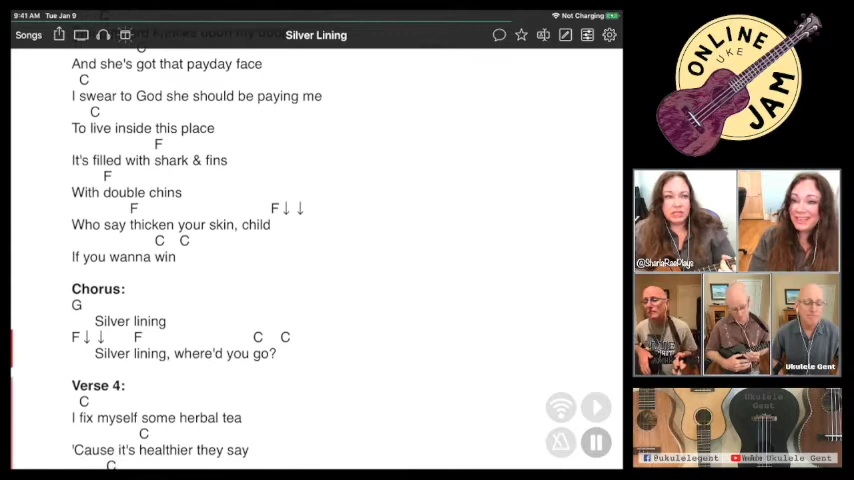 9:41 AM Tue Jan 9
Not Charging
Songs
Silver Lining
C
And she's got that payday face
C
I swear to God she should be paying me
C
To live inside this place
F
It's filled with shark & fins
F
With double chins
F F↓ ↓
Who say thicken your skin, child
C C
If you wanna win
Chorus:
G
Silver lining
F↓ ↓ F C C
Silver lining, where'd you go?
Verse 4:
C
I fix myself some herbal tea
C
'Cause it's healthier they say
C
ONLINE
UKE
JAM
@SharlaRaePlays
Ukulele Gent
Ukulele
Gent
@ukulelegent
Ukulele Gent